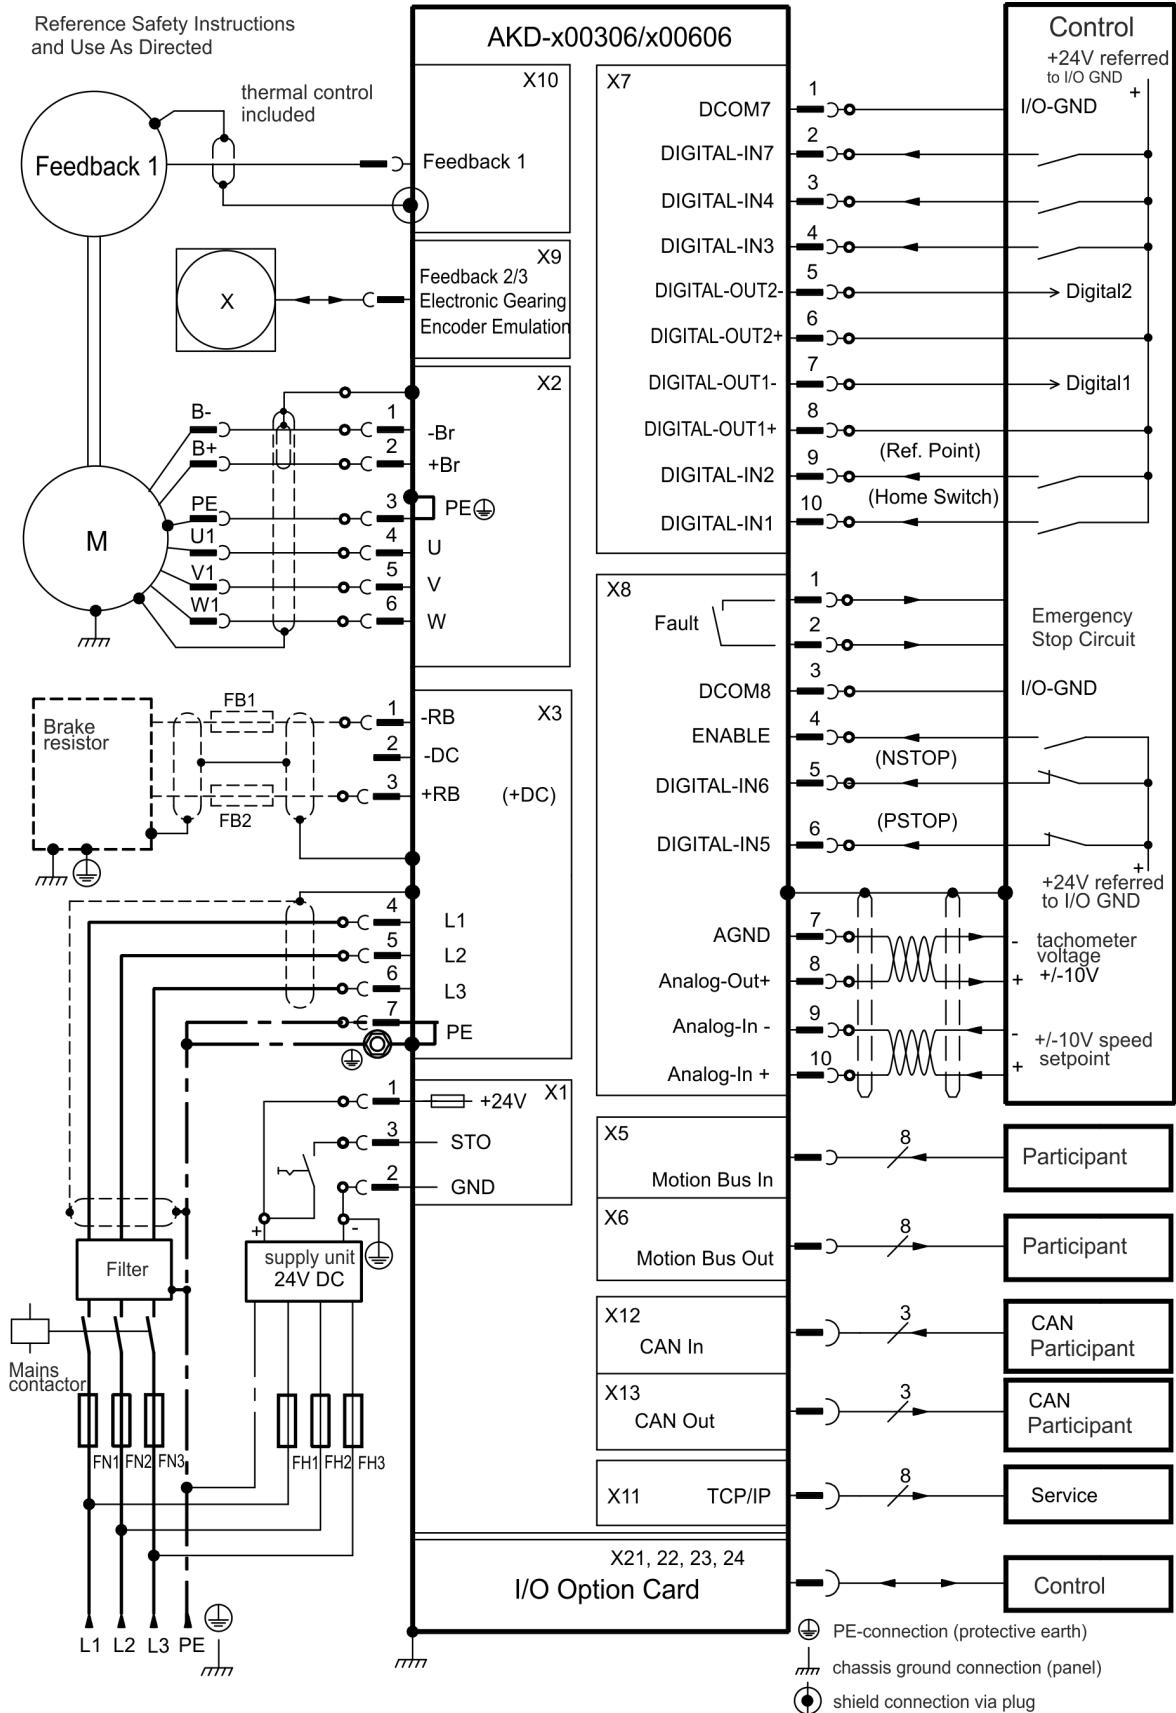 Reference Safety Instructions
and Use As Directed
AKD-x00306/x00606
Control
+24V referred
to I/O GND
+
X10
thermal control
included
Feedback 1
Feedback 1
X9
Feedback 2/3
Electronic Gearing
Encoder Emulation
X
X2
B-
1
-Br
B+
2
+Br
PE
3
PE
U1
4
U
V1
5
V
W1
6
W
M
X3
Brake
resistor
FB1
1
-RB
2
-DC
3
+RB
(+DC)
FB2
4
L1
5
L2
6
L3
7
PE
X1
1
+24V
3
STO
2
GND
+
-
supply unit
24V DC
Filter
Mains
contactor
FN1
FN2
FN3
FH1
FH2
FH3
L1
L2
L3
PE
X7
DCOM7
1
I/O-GND
DIGITAL-IN7
2
DIGITAL-IN4
3
DIGITAL-IN3
4
DIGITAL-OUT2-
5
Digital2
DIGITAL-OUT2+
6
DIGITAL-OUT1-
7
Digital1
DIGITAL-OUT1+
8
(Ref. Point)
DIGITAL-IN2
9
(Home Switch)
DIGITAL-IN1
10
X8
Fault
1
2
Emergency
Stop Circuit
DCOM8
3
I/O-GND
ENABLE
4
(NSTOP)
DIGITAL-IN6
5
(PSTOP)
DIGITAL-IN5
6
+
+24V referred
to I/O GND
AGND
7
-
tachometer
voltage
+/-10V
Analog-Out+
8
+
Analog-In -
9
-
+/-10V speed
setpoint
Analog-In +
10
+
X5
Motion Bus In
8
Participant
X6
Motion Bus Out
8
Participant
X12
CAN In
3
CAN
Participant
X13
CAN Out
3
CAN
Participant
X11
TCP/IP
8
Service
X21, 22, 23, 24
I/O Option Card
Control
PE-connection (protective earth)
chassis ground connection (panel)
shield connection via plug